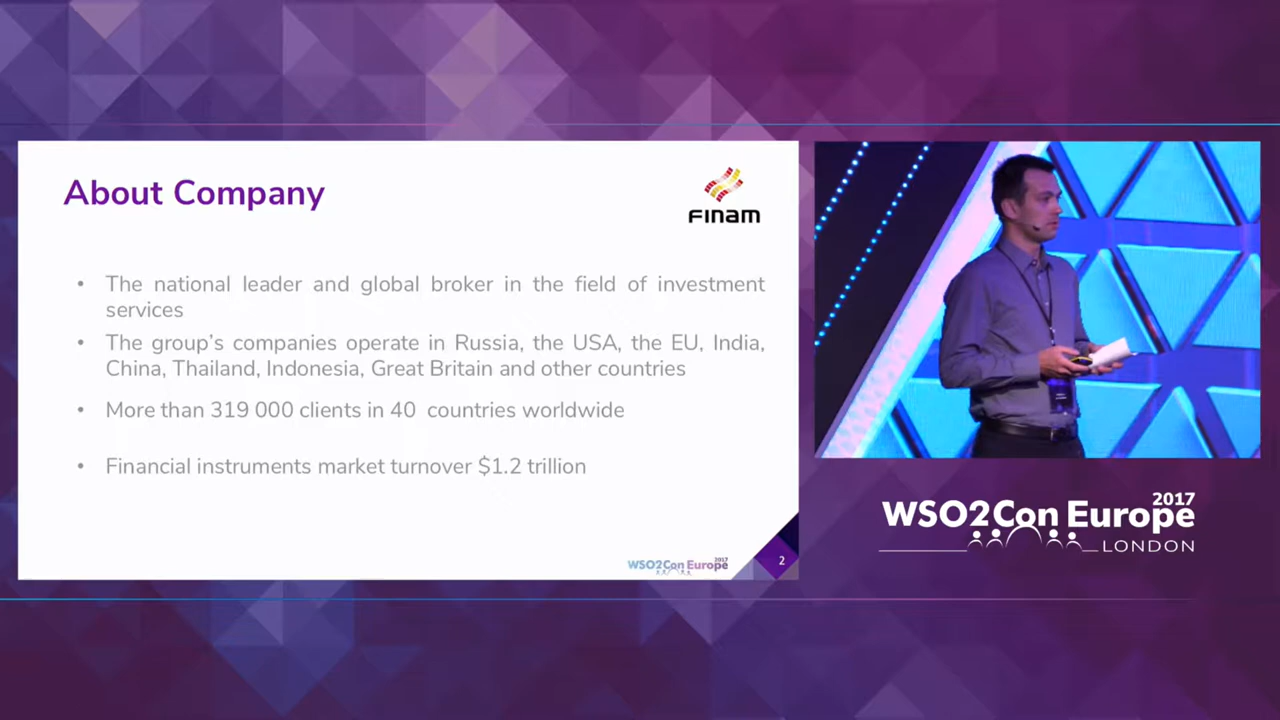 About Company
FINAM
• The national leader and global broker in the field of investment
services
• The group's companies operate in Russia, the USA, the EU, India,
China, Thailand, Indonesia, Great Britain and other countries
• More than 319 000 clients in 40 countries worldwide
• Financial instruments market turnover $1.2 trillion
WSO2Con Europe 2017
2
WSO2Con Europe 2017
LONDON